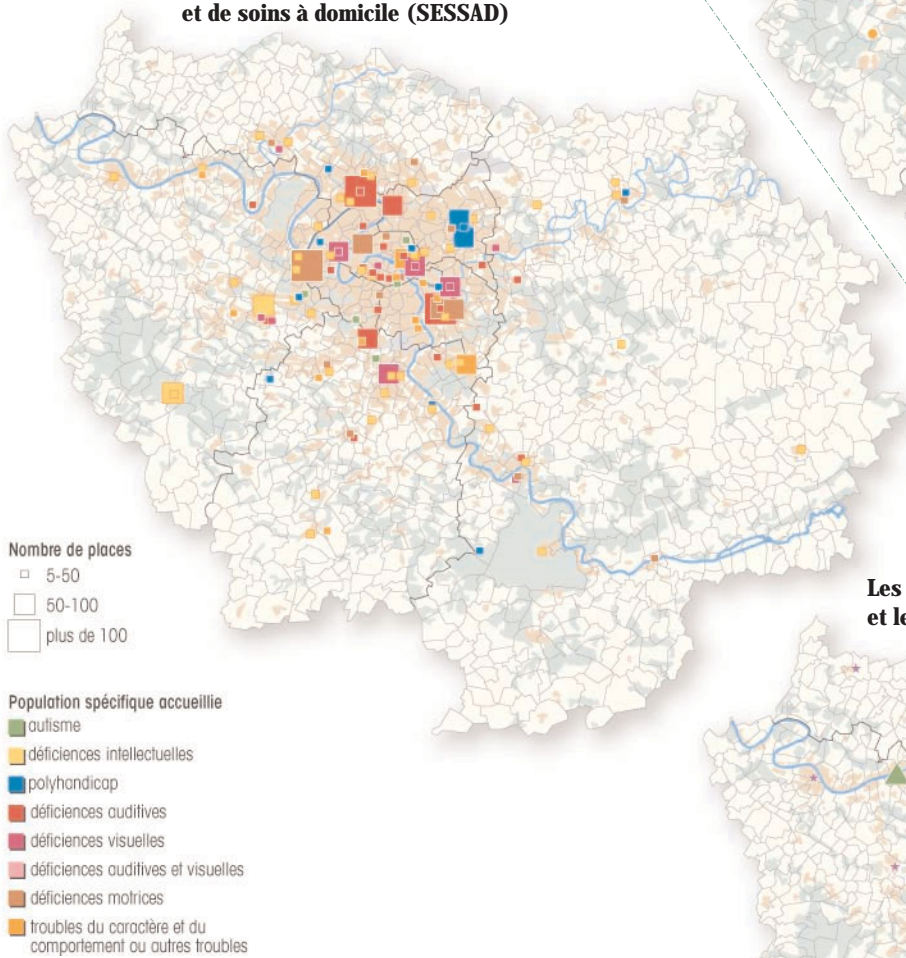 et de soins à domicile (SESSAD)
Nombre de places
5-50
50-100
plus de 100
Population spécifique accueillie
autisme
déficiences intellectuelles
polyhandicap
déficiences auditives
déficiences visuelles
déficiences auditives et visuelles
déficiences motrices
troubles du caractère et du
comportement ou autres troubles
Les
et le